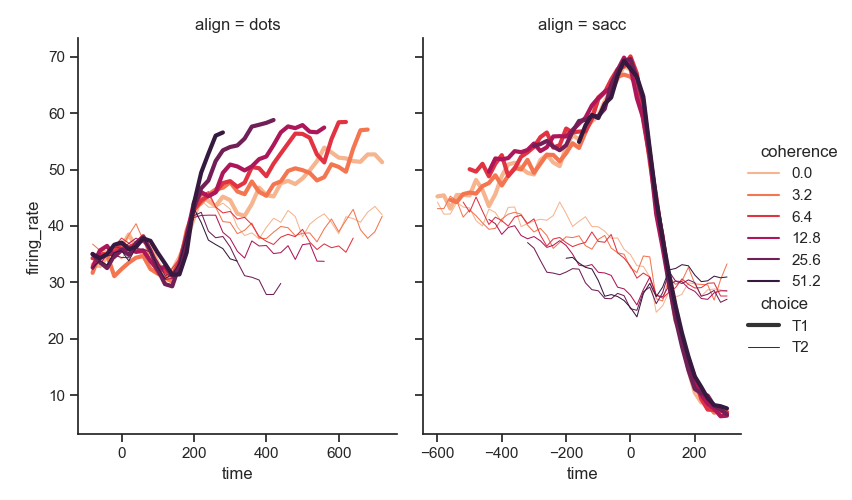 align = dots
align = sacc
70
60
50
40
30
20
10
firing_rate
0
200
400
600
time
−600
−400
−200
0
200
time
coherence
0.0
3.2
6.4
12.8
25.6
51.2
choice
T1
T2